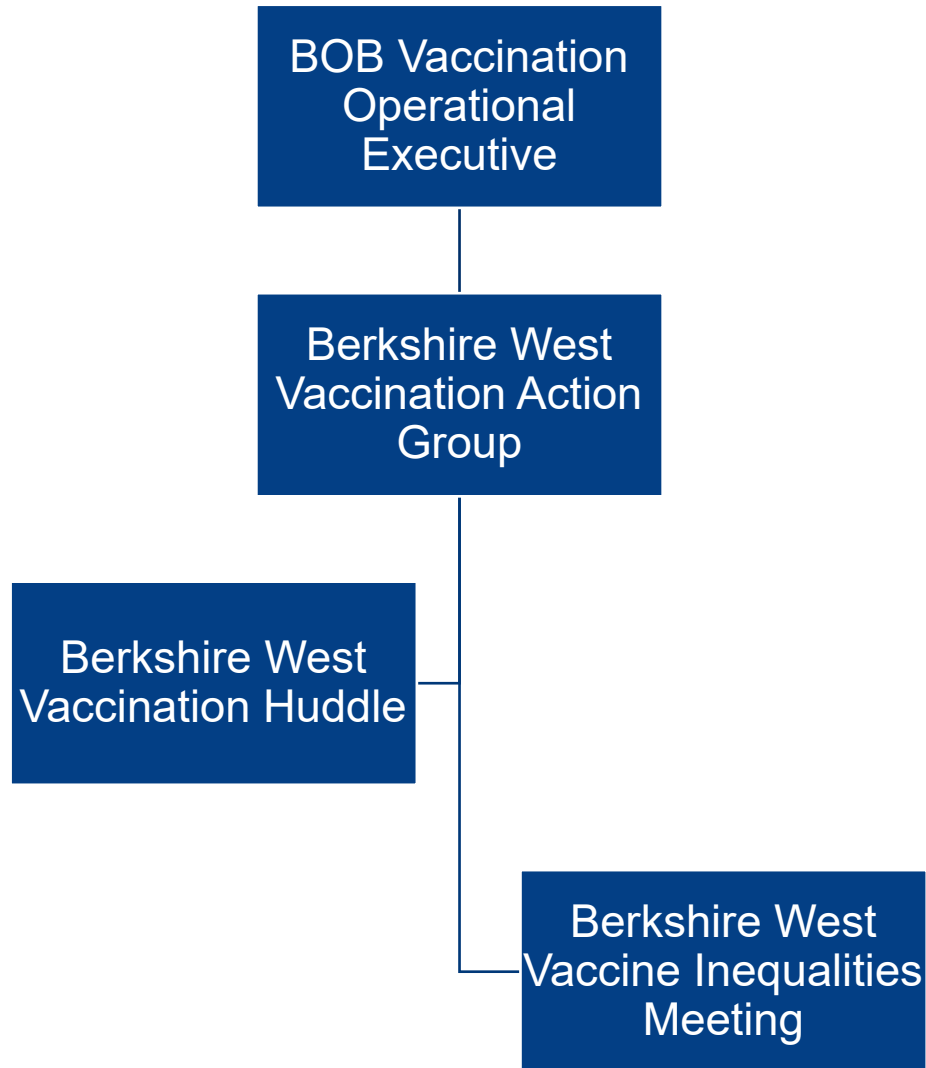 BOB Vaccination
Operational
Executive
Berkshire West
Vaccination Action
Group
Berkshire West
Vaccination Huddle
Berkshire West
Vaccine Inequalities
Meeting